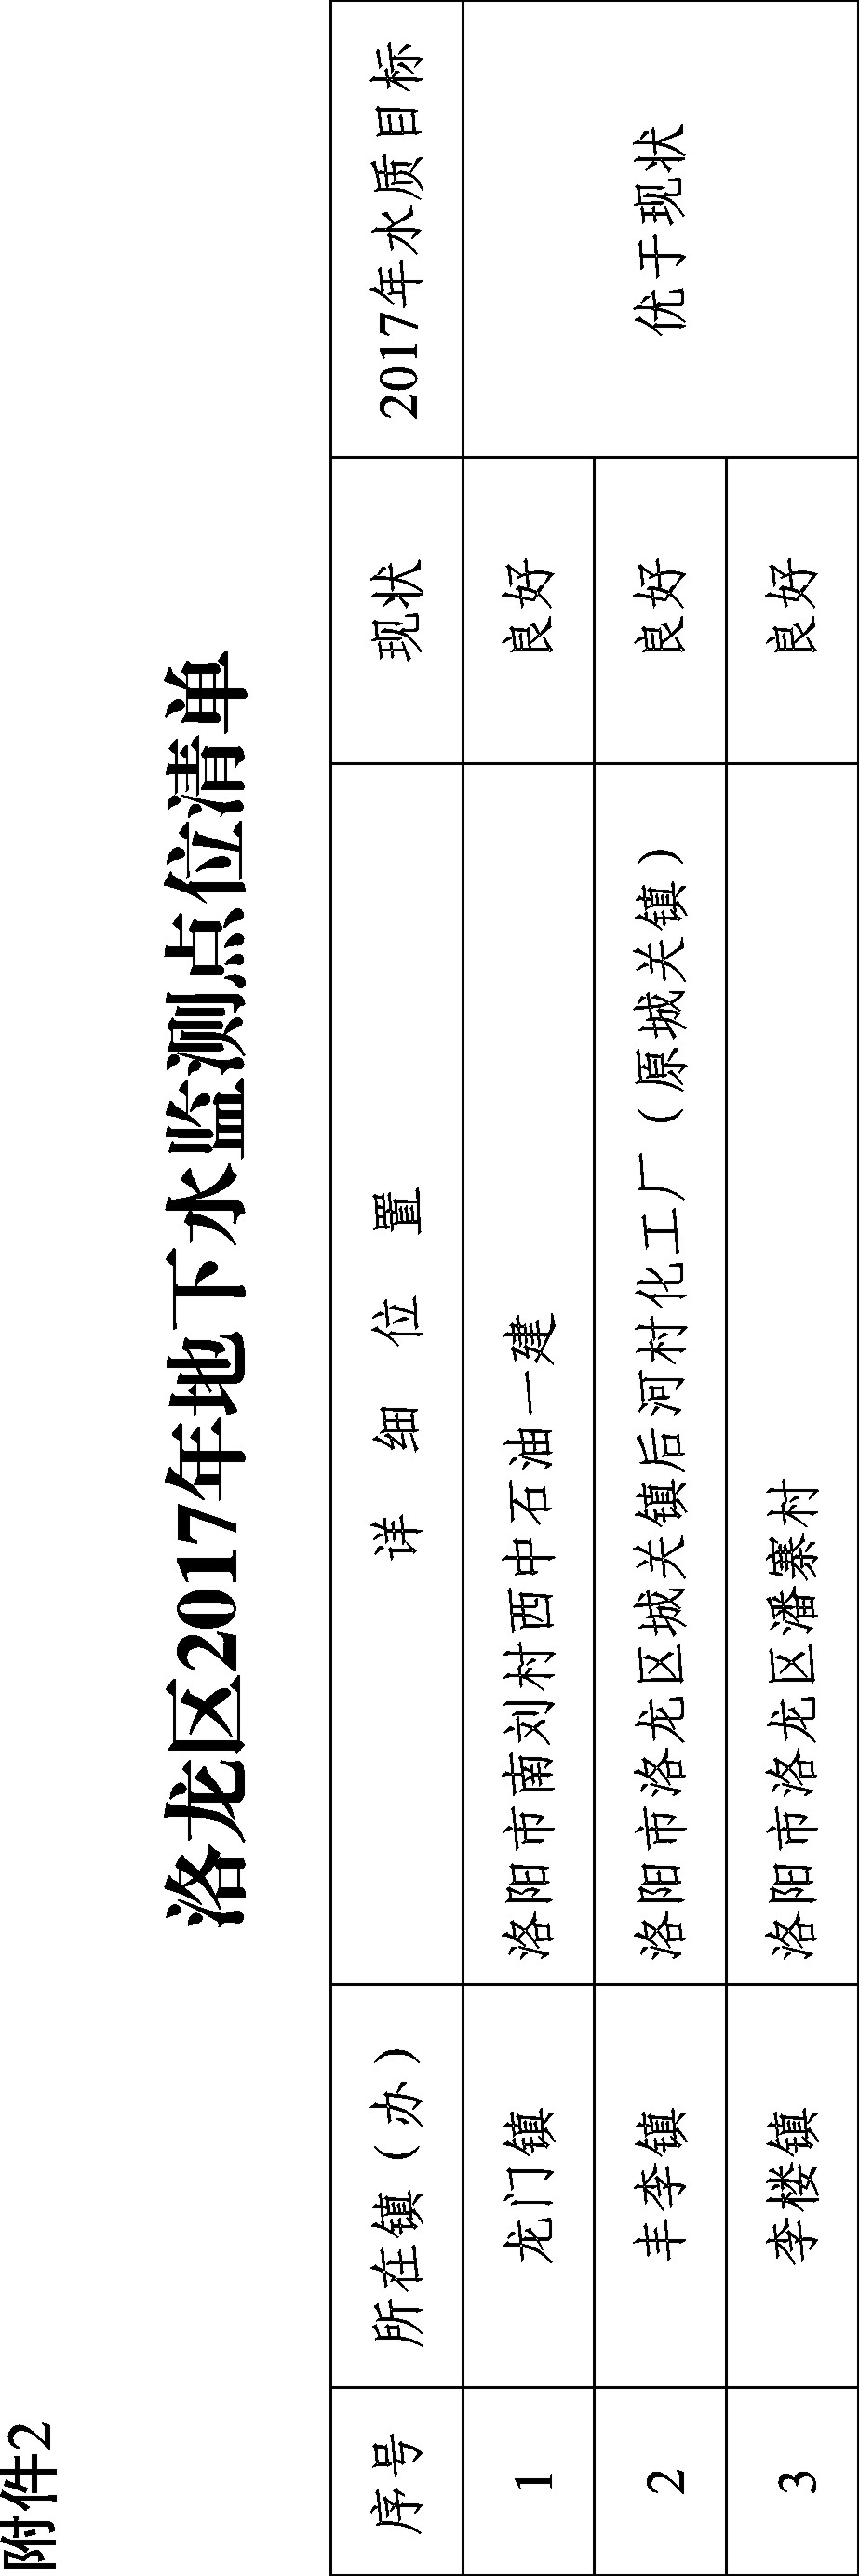 附件2
洛龙区2017年地下水监测点位清单
序号 所在镇（办） 详细位置 现状 2017年水质目标
1 龙门镇 洛阳市南刘村西中石油一建 良好 优于现状
2 丰李镇 洛阳市洛龙区城关镇后河村化工厂（原城关镇） 良好
3 李楼镇 洛阳市洛龙区潘寨村 良好